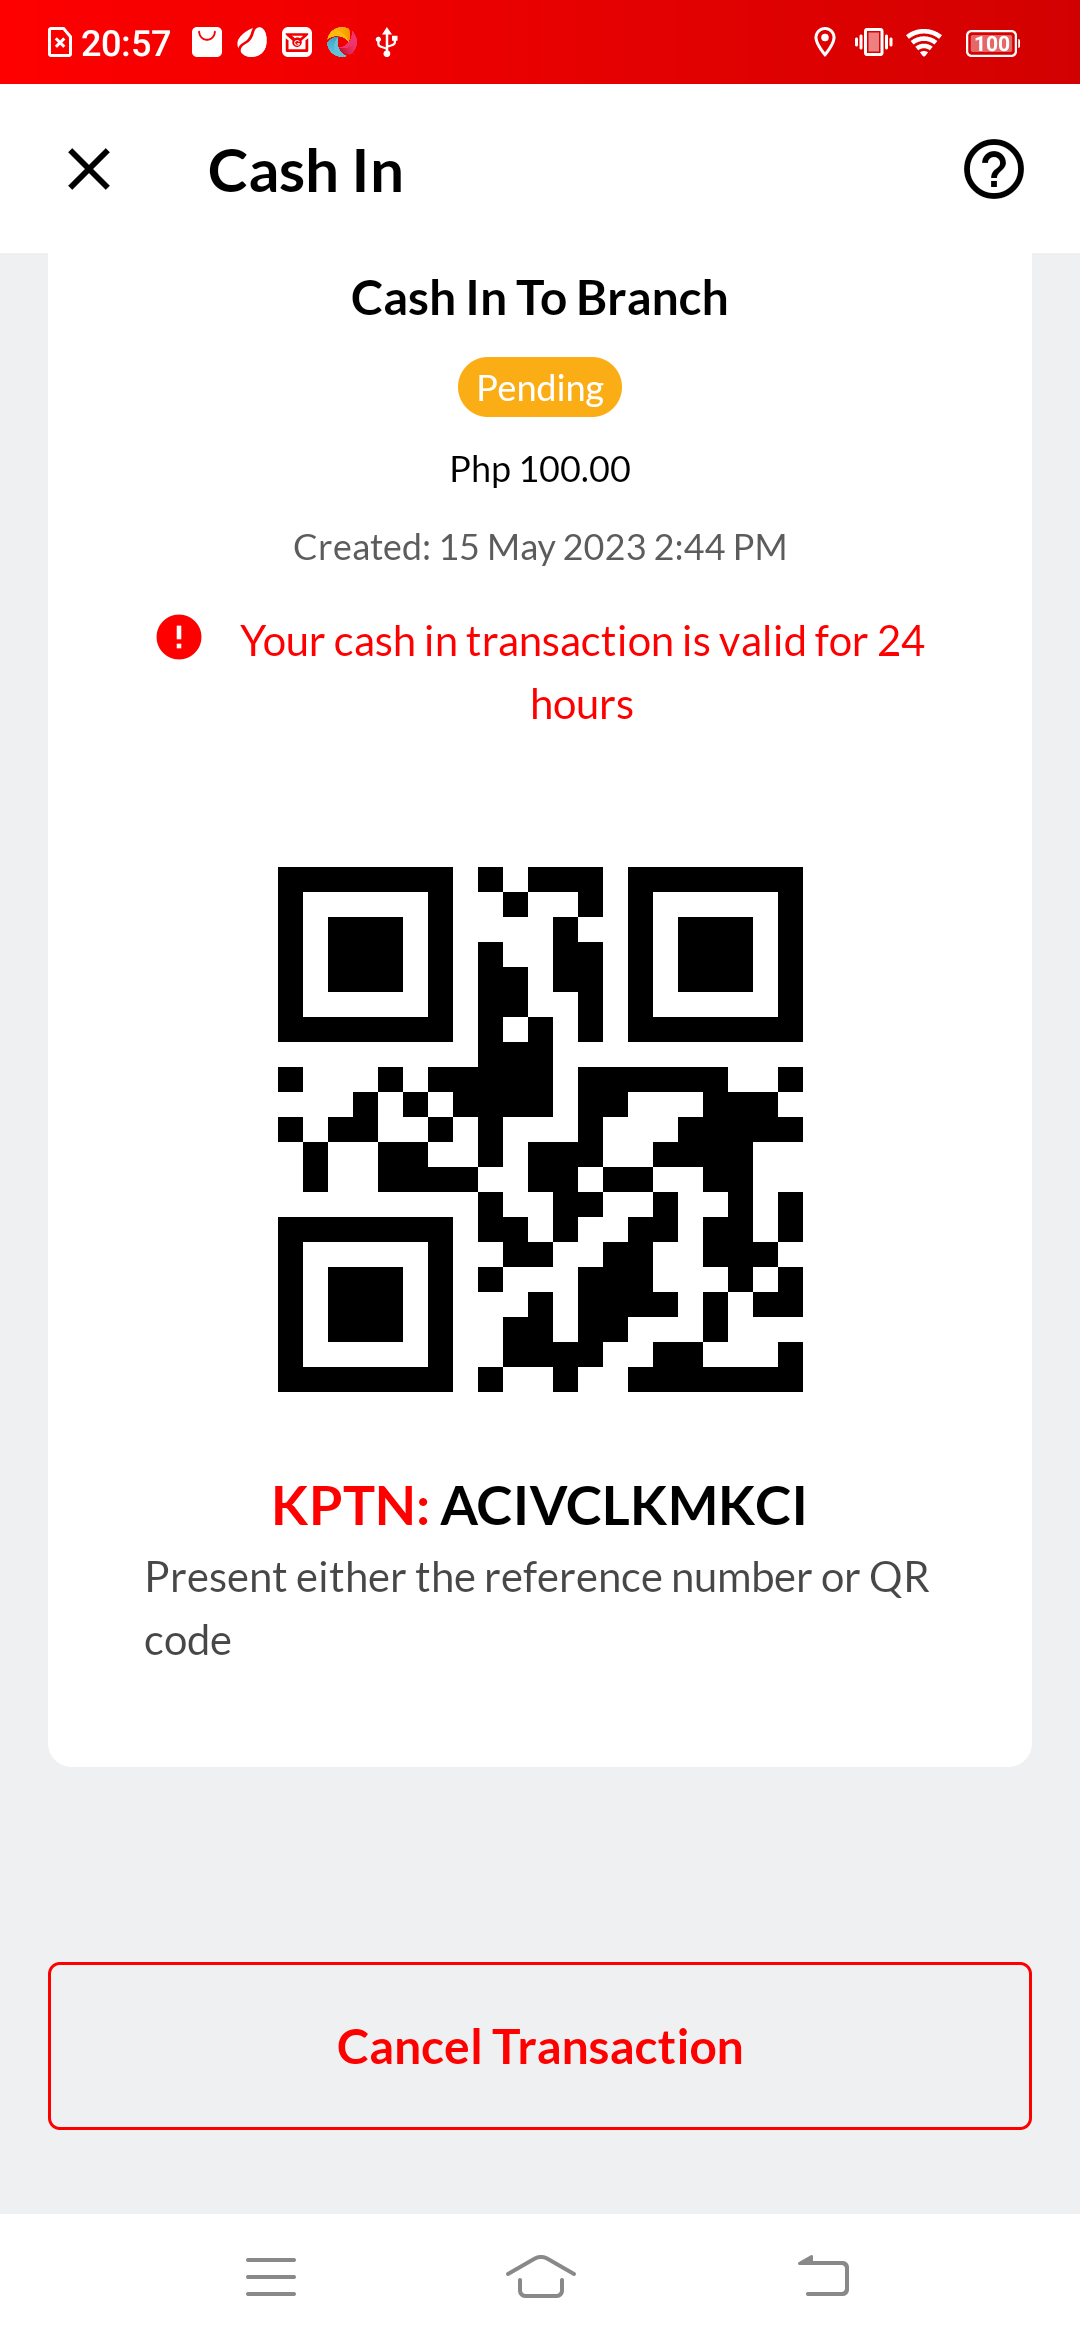 20:57
100
Cash In
Cash In To Branch
Pending
Php 100.00
Created: 15 May 2023 2:44 PM
Your cash in transaction is valid for 24
hours
KPTN: ACIVCLKMKCI
Present either the reference number or QR
code
Cancel Transaction